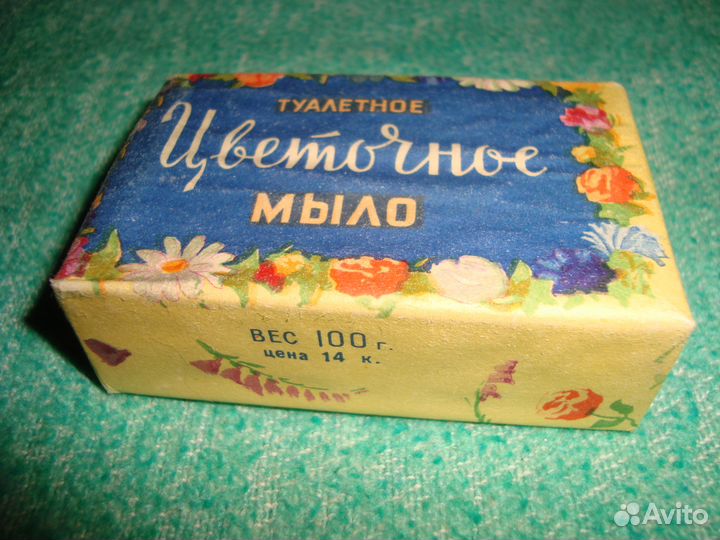 ТУАЛЕТНОЕ
Цветочное
МЫЛО
ВЕС 100 г.
цена 14 к.
Avito